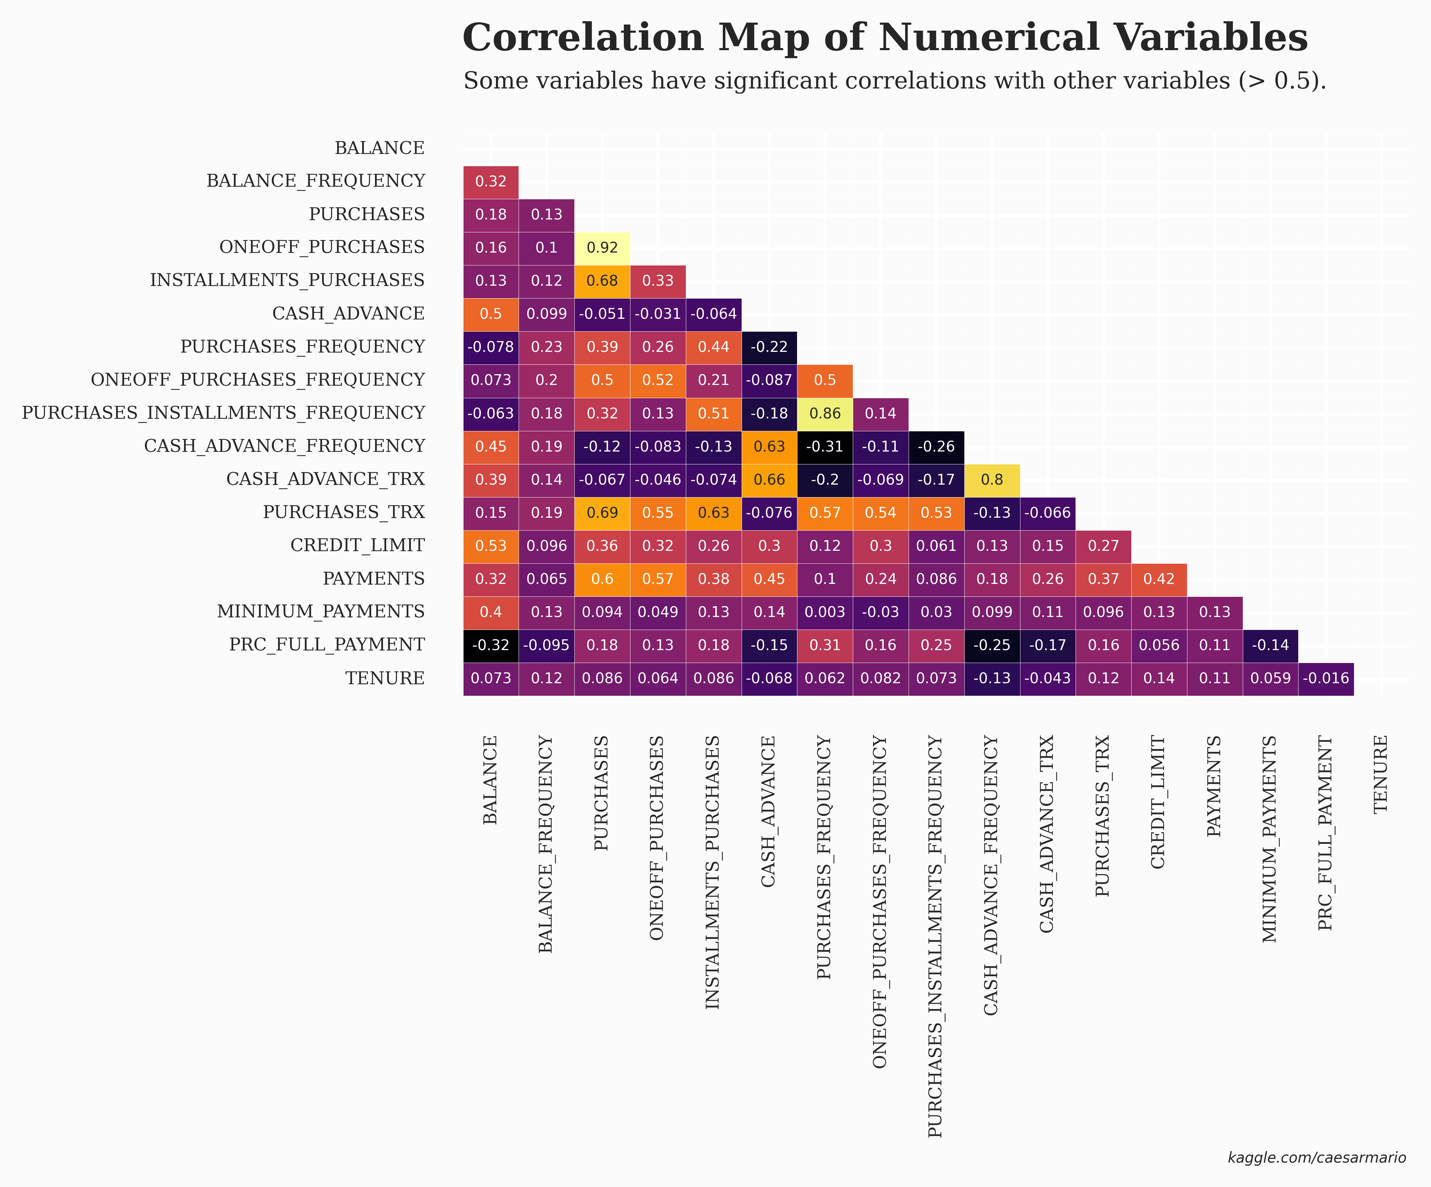 Correlation Map of Numerical Variables
Some variables have significant correlations with other variables (> 0.5).
BALANCE
BALANCE_FREQUENCY 0.32
PURCHASES 0.18 0.13
ONEOFF_PURCHASES 0.16 0.1 0.92
INSTALLMENTS_PURCHASES 0.13 0.12 0.68 0.33
CASH_ADVANCE 0.5 0.099 -0.051 -0.031 -0.064
PURCHASES_FREQUENCY -0.078 0.23 0.39 0.26 0.44 -0.22
ONEOFF_PURCHASES_FREQUENCY 0.073 0.2 0.5 0.52 0.21 -0.087 0.5
PURCHASES_INSTALLMENTS_FREQUENCY -0.063 0.18 0.32 0.13 0.51 -0.18 0.86 0.14
CASH_ADVANCE_FREQUENCY 0.45 0.19 -0.12 -0.083 -0.13 0.63 -0.31 -0.11 -0.26
CASH_ADVANCE_TRX 0.39 0.14 -0.067 -0.046 -0.074 0.66 -0.2 -0.069 -0.17 0.8
PURCHASES_TRX 0.15 0.19 0.69 0.55 0.63 -0.076 0.57 0.54 0.53 -0.13 -0.066
CREDIT_LIMIT 0.53 0.096 0.36 0.32 0.26 0.3 0.12 0.3 0.061 0.13 0.15 0.27
PAYMENTS 0.32 0.065 0.6 0.57 0.38 0.45 0.1 0.24 0.086 0.18 0.26 0.37 0.42
MINIMUM_PAYMENTS 0.4 0.13 0.094 0.049 0.13 0.14 0.003 -0.03 0.03 0.099 0.11 0.096 0.13 0.13
PRC_FULL_PAYMENT -0.32 -0.095 0.18 0.13 0.18 -0.15 0.31 0.16 0.25 -0.25 -0.17 0.16 0.056 0.11 -0.14
TENURE 0.073 0.12 0.086 0.064 0.086 -0.068 0.062 0.082 0.073 -0.13 -0.043 0.12 0.14 0.11 0.059 -0.016
BALANCE
BALANCE_FREQUENCY
PURCHASES
ONEOFF_PURCHASES
INSTALLMENTS_PURCHASES
CASH_ADVANCE
PURCHASES_FREQUENCY
ONEOFF_PURCHASES_FREQUENCY
PURCHASES_INSTALLMENTS_FREQUENCY
CASH_ADVANCE_FREQUENCY
CASH_ADVANCE_TRX
PURCHASES_TRX
CREDIT_LIMIT
PAYMENTS
MINIMUM_PAYMENTS
PRC_FULL_PAYMENT
TENURE
kaggle.com/caesarmario